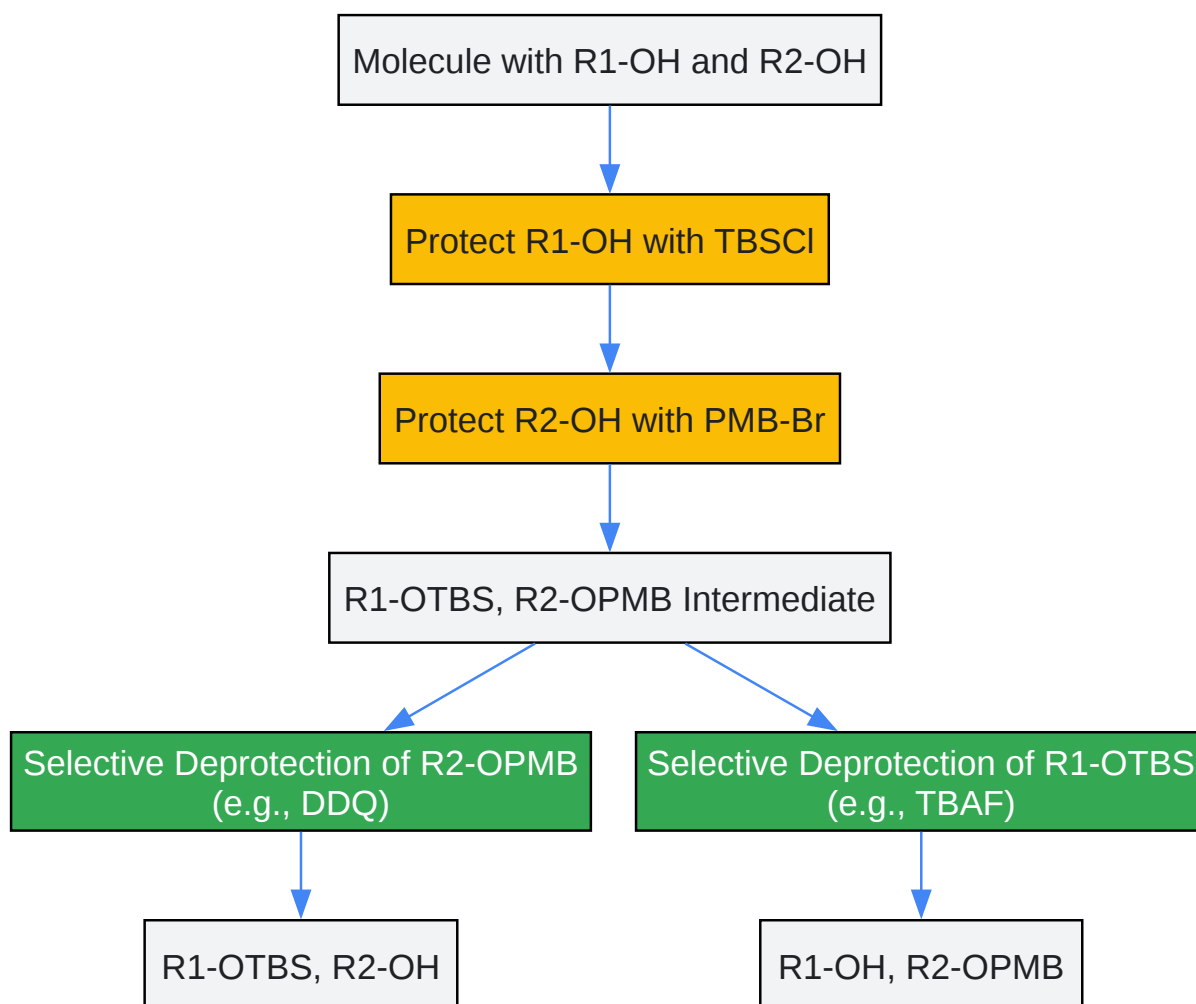 Molecule with R1-OH and R2-OH
Protect R1-OH with TBSCl
Protect R2-OH with PMB-Br
R1-OTBS, R2-OPMB Intermediate
Selective Deprotection of R2-OPMB
(e.g., DDQ)
Selective Deprotection of R1-OTBS
(e.g., TBAF)
R1-OTBS, R2-OH
R1-OH, R2-OPMB